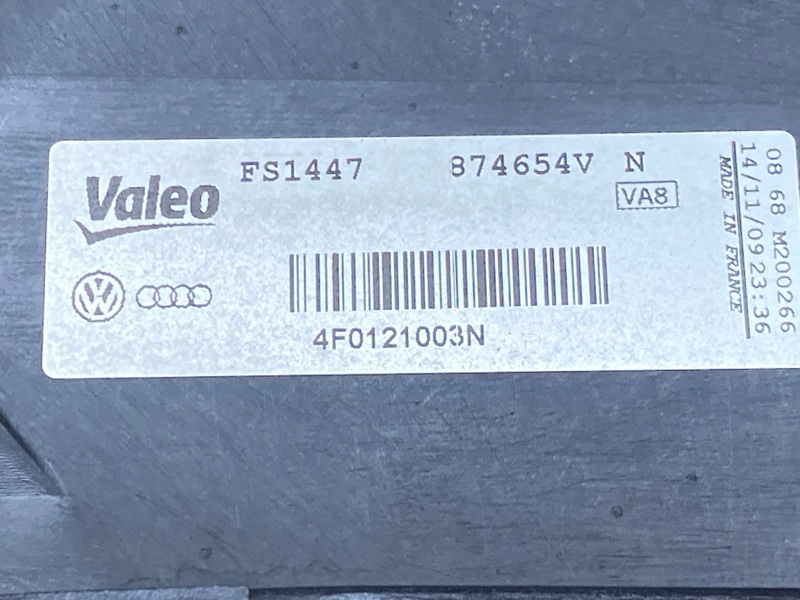 Valeo
FS1447 874654V N
VA8
4F0121003N
MADE IN FRANCE
14/11/09 23:36
08 68 M200266